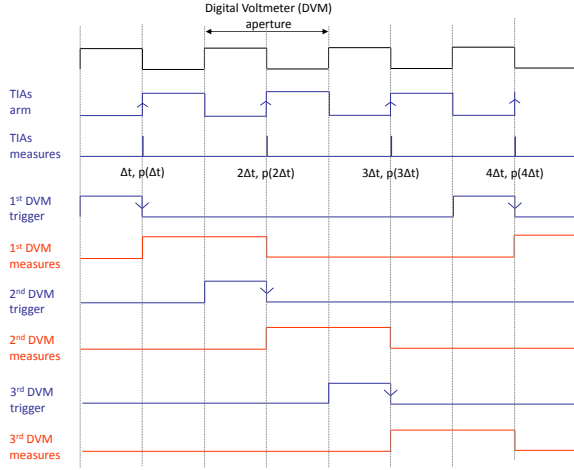 Digital Voltmeter (DVM)
aperture
TIAs
arm
TIAs
measures
Δt, p(Δt) 2Δt, p(2Δt) 3Δt, p(3Δt) 4Δt, p(4Δt)
1st DVM
trigger
1st DVM
measures
2nd DVM
trigger
2nd DVM
measures
3rd DVM
trigger
3rd DVM
measures